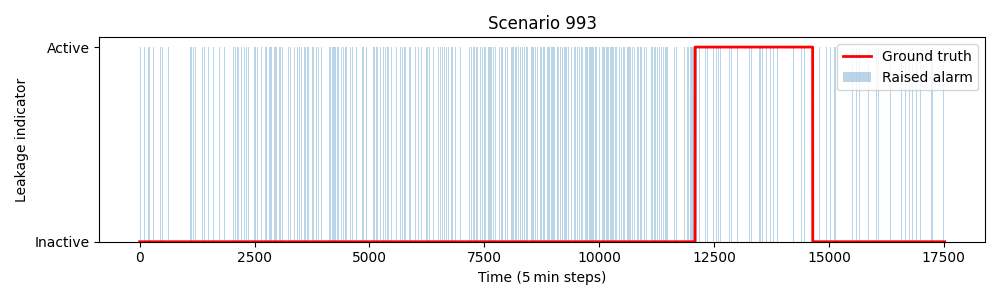 Scenario 993
Active
Inactive
Leakage indicator
Ground truth
Raised alarm
0 2500 5000 7500 10000 12500 15000 17500
Time (5 min steps)